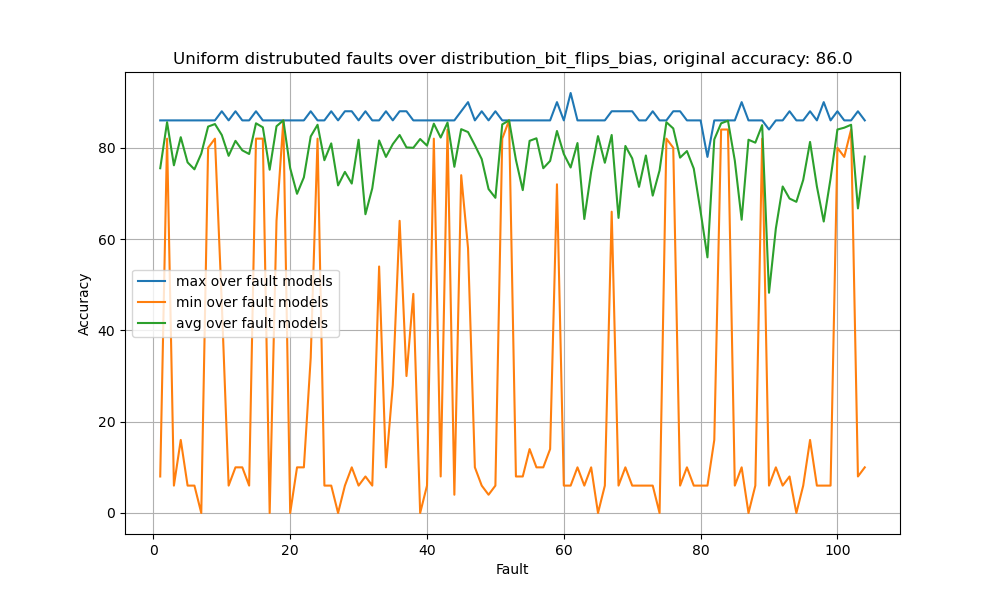 Uniform distrubuted faults over distribution_bit_flips_bias, original accuracy: 86.0
Accuracy
80
60
40
20
0
max over fault models
min over fault models
avg over fault models
0 20 40 60 80 100
Fault